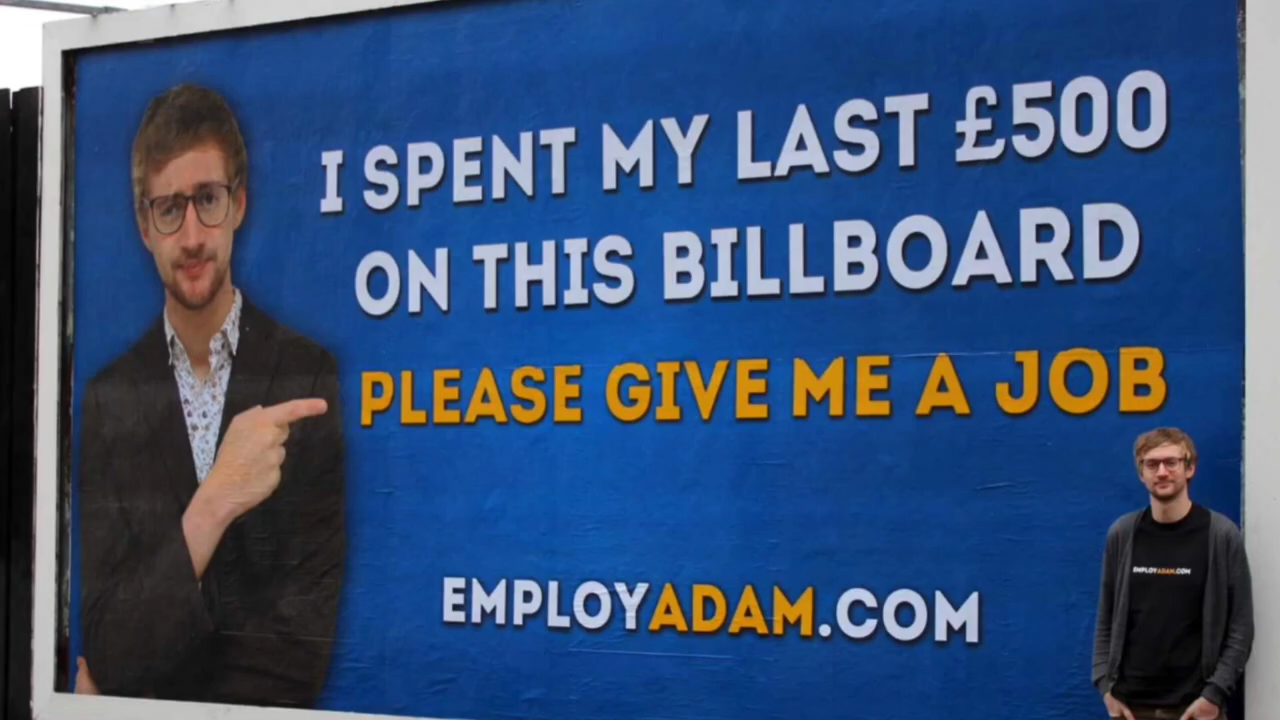 I SPENT MY LAST £500
ON THIS BILLBOARD
PLEASE GIVE ME A JOB
EMPLOYADAM.COM
EMPLOYADAM.COM